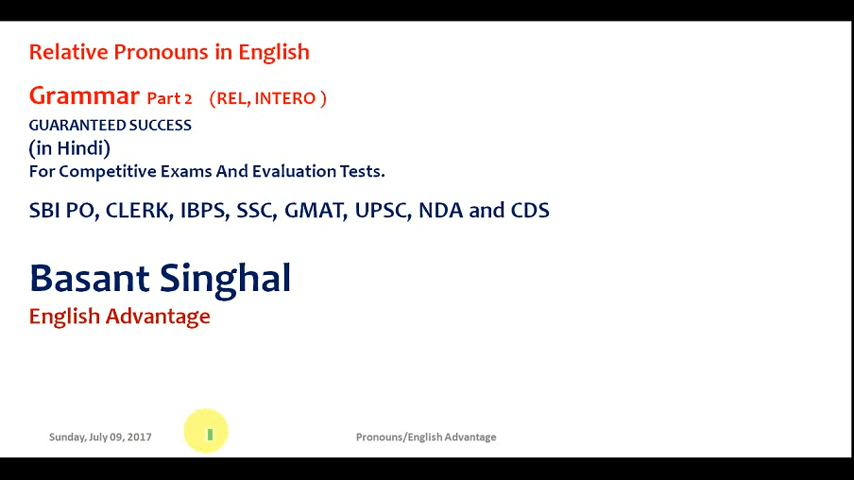 Relative Pronouns in English
Grammar Part 2 (REL, INTERO )
GUARANTEED SUCCESS
(in Hindi)
For Competitive Exams And Evaluation Tests.
SBI PO, CLERK, IBPS, SSC, GMAT, UPSC, NDA and CDS
Basant Singhal
English Advantage
Sunday, July 09, 2017 Pronouns/English Advantage